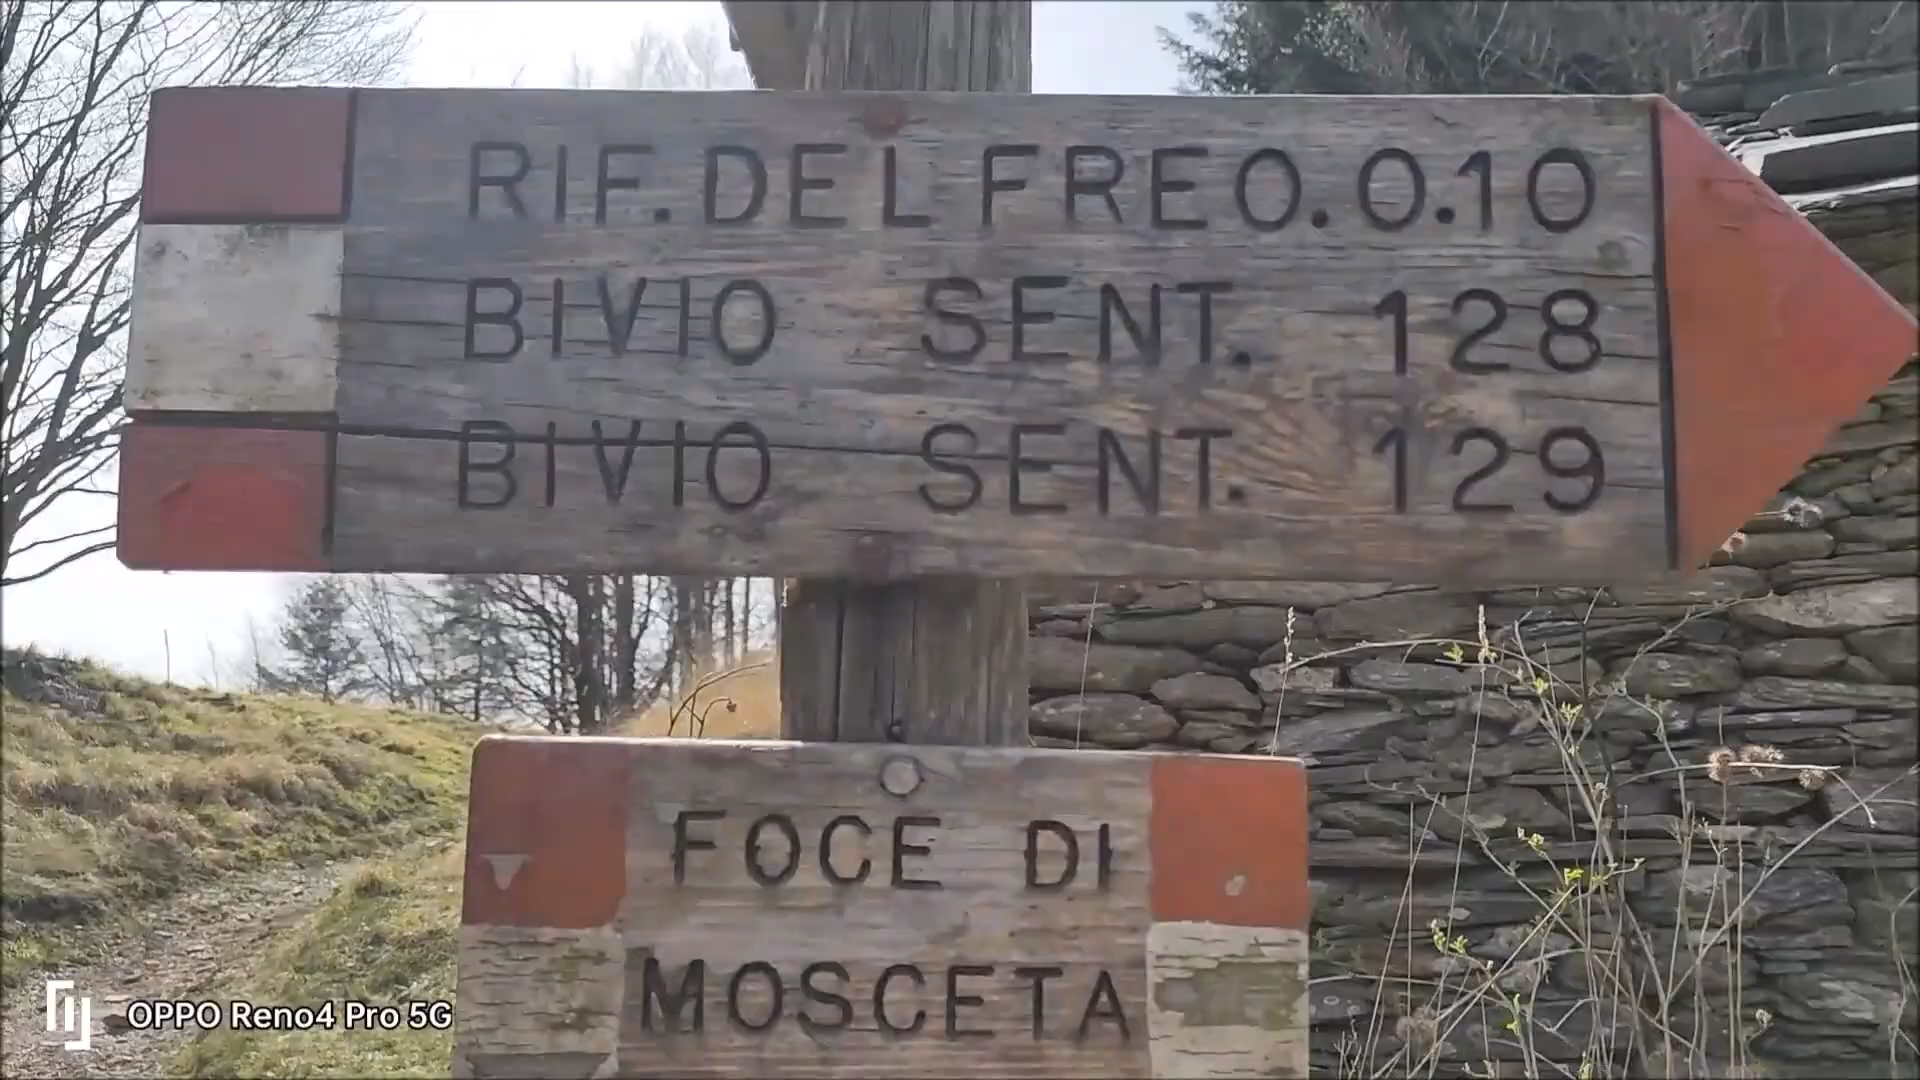 RIF. DEL FREO. 0.10
BIVIO SENT. 128
BIVIO SENT. 129
FOCE DI
MOSCETA
OPPO Reno4 Pro 5G